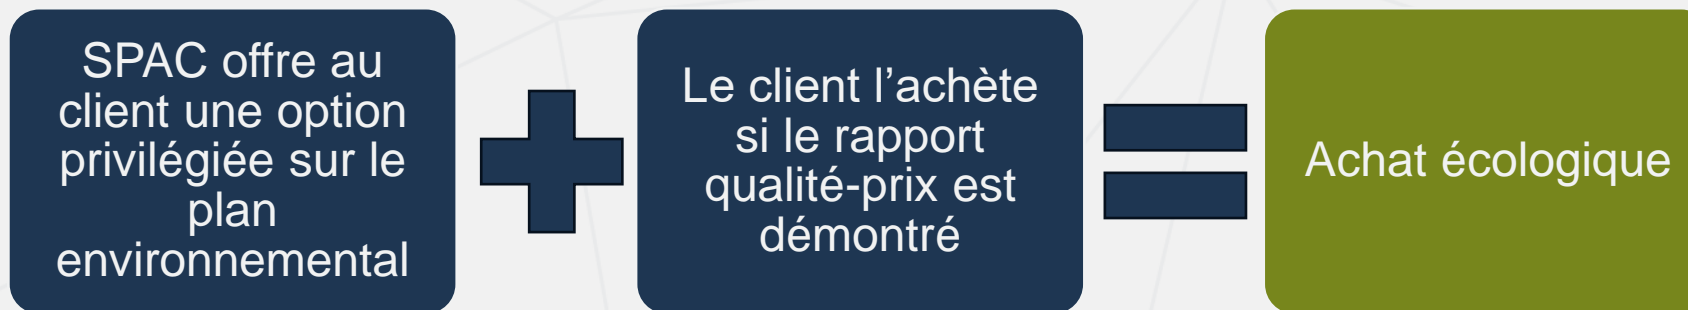 SPAC offre au
client une option
privilégiée sur le
plan
environnemental
Le client l’achète
si le rapport
qualité-prix est
démontré
Achat écologique